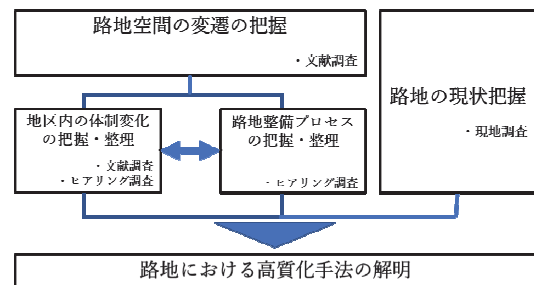 路地空間の変遷の把握
・文献調査
地区内の体制変化
の把握・整理
・文献調査
・ヒアリング調査
路地整備プロセス
の把握・整理
・ヒアリング調査
路地の現状把握
・現地調査
路地における高質化手法の解明